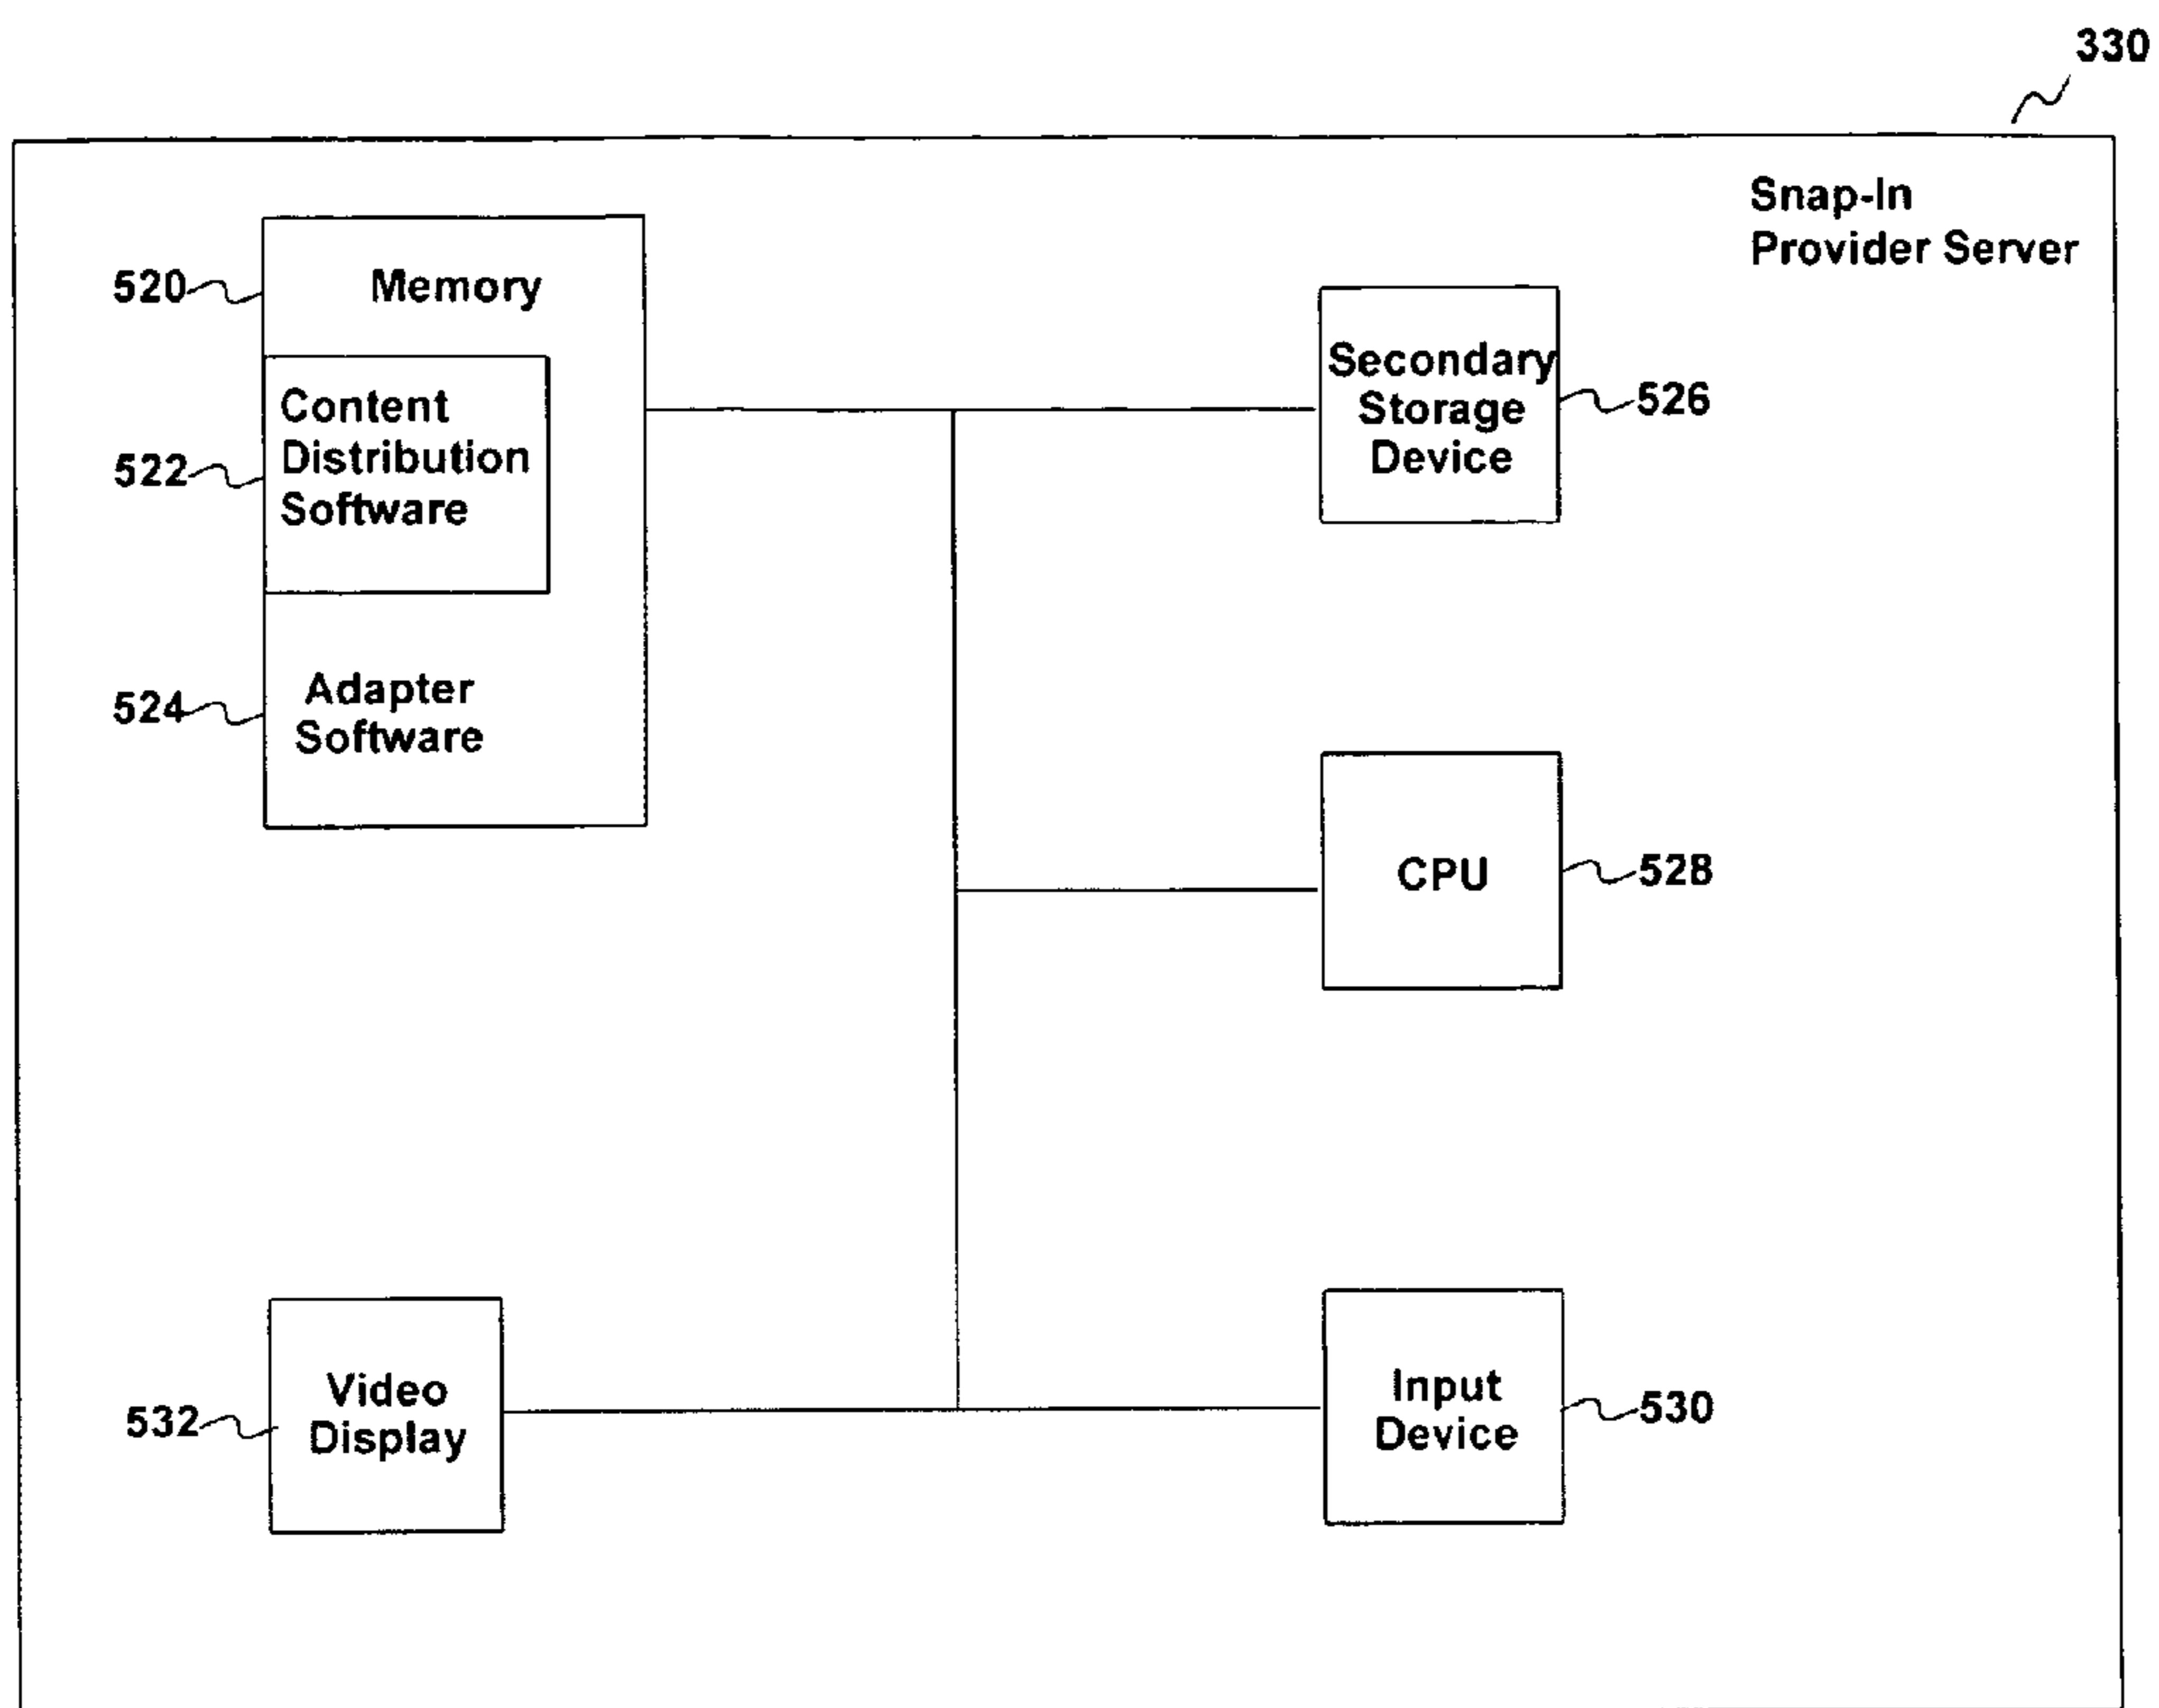 330
Snap-In
Provider Server
520
Memory
522
Content
Distribution
Software
524
Adapter
Software
Secondary
Storage
Device
526
CPU
528
532
Video
Display
Input
Device
530